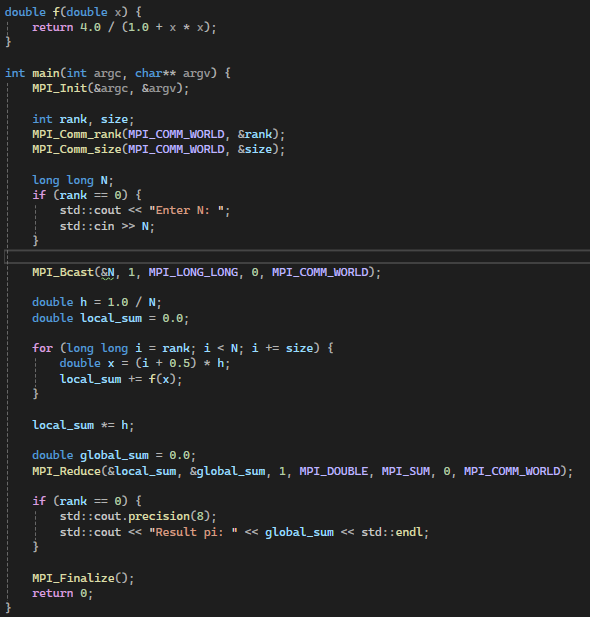 double f(double x) {
    return 4.0 / (1.0 + x * x);
}
int main(int argc, char** argv) {
    MPI_Init(&argc, &argv);
    int rank, size;
    MPI_Comm_rank(MPI_COMM_WORLD, &rank);
    MPI_Comm_size(MPI_COMM_WORLD, &size);
    long long N;
    if (rank == 0) {
        std::cout << "Enter N: ";
        std::cin >> N;
    }
    MPI_Bcast(&N, 1, MPI_LONG_LONG, 0, MPI_COMM_WORLD);
    double h = 1.0 / N;
    double local_sum = 0.0;
    for (long long i = rank; i < N; i += size) {
        double x = (i + 0.5) * h;
        local_sum += f(x);
    }
    local_sum *= h;
    double global_sum = 0.0;
    MPI_Reduce(&local_sum, &global_sum, 1, MPI_DOUBLE, MPI_SUM, 0, MPI_COMM_WORLD);
    if (rank == 0) {
        std::cout.precision(8);
        std::cout << "Result pi: " << global_sum << std::endl;
    }
    MPI_Finalize();
    return 0;
}